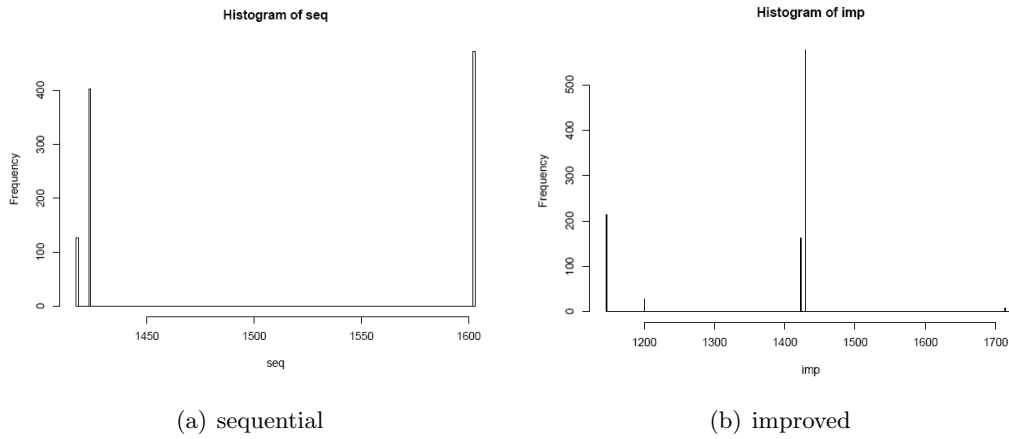 Histogram of seq
Frequency
0
100
200
300
400
1450
1500
1550
1600
seq
(a) sequential
Histogram of imp
Frequency
0
100
200
300
400
500
1200
1300
1400
1500
1600
1700
imp
(b) improved